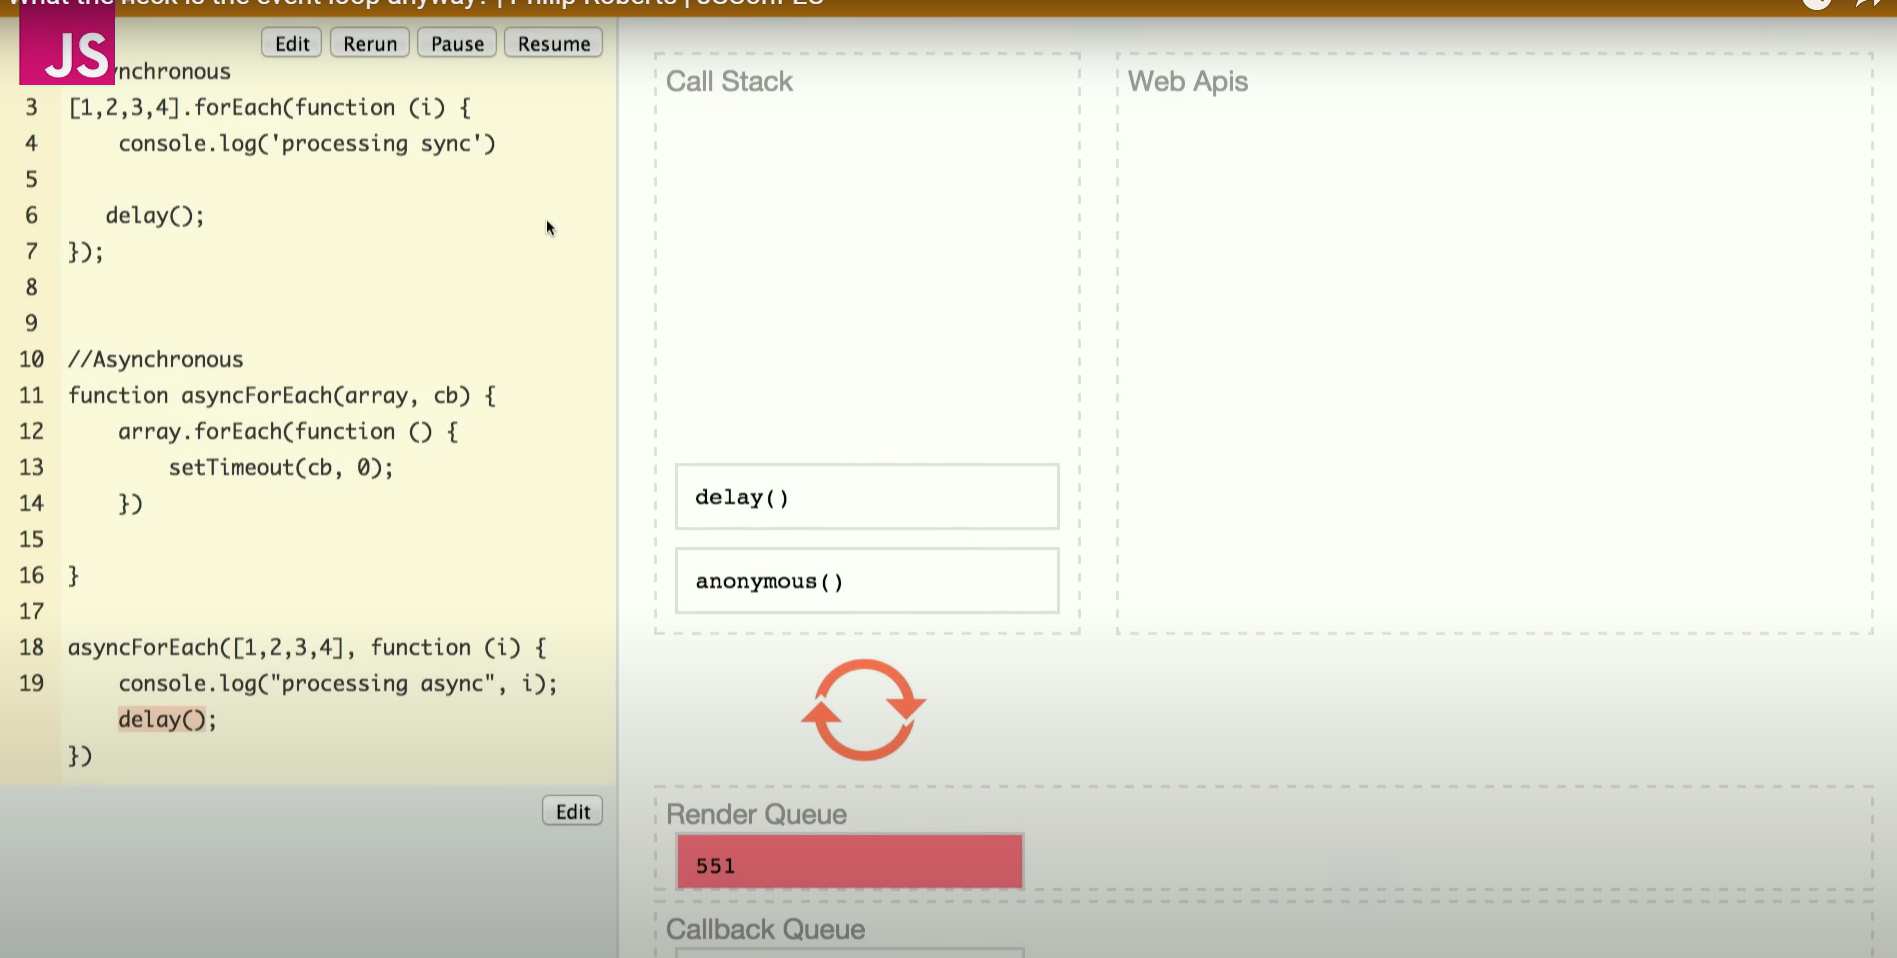 What the heck is the event loop anyway? | Philip Roberts | JSConf EU
JS
Edit Rerun Pause Resume
nchronous
3 [1,2,3,4].forEach(function (i) {
4 console.log('processing sync')
5
6 delay();
7 });
8
9
10 //Asynchronous
11 function asyncForEach(array, cb) {
12 array.forEach(function () {
13 setTimeout(cb, 0);
14 })
15
16 }
17
18 asyncForEach([1,2,3,4], function (i) {
19 console.log("processing async", i);
delay();
})
Edit
Call Stack
delay()
anonymous()
Web Apis
Render Queue
551
Callback Queue